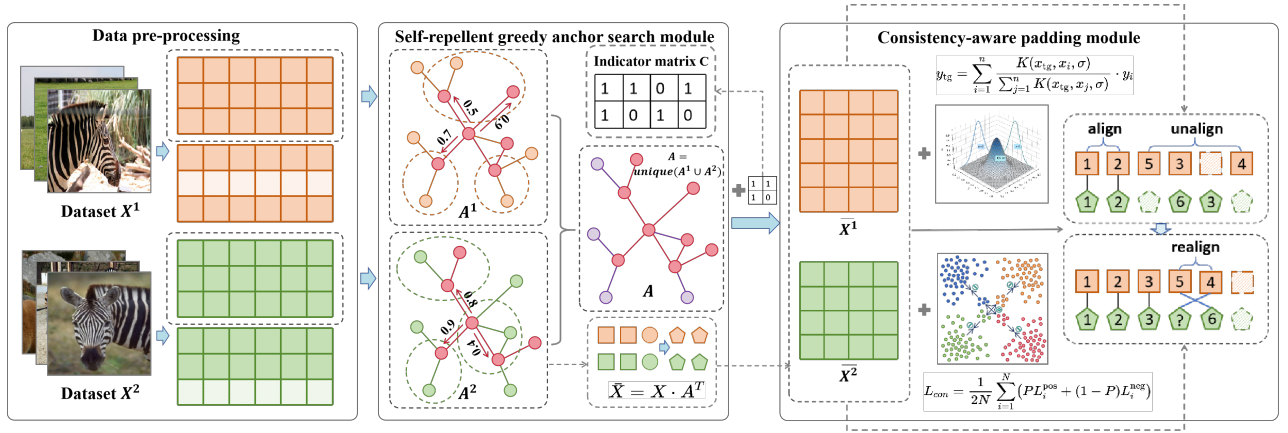 Data pre-processing
Dataset X¹
Dataset X²
Self-repellent greedy anchor search module
0.5
0.9
0.7
A¹
0.8
0.9
0.4
A²
Indicator matrix C
1 1 0 1
1 0 1 0
A =
unique(A¹ ∪ A²)
A
X̄ = X · Aᵀ
1 1
1 0
Consistency-aware padding module
X̅¹
X̅²
y_tg = ∑_{i=1}^{n} K(x_tg, x_i, σ) / ∑_{j=1}^{n} K(x_tg, x_j, σ) · y_i
L_con = 1/2N ∑_{i=1}^{N} (PL_i^pos + (1 − P)L_i^neg)
align unalign
1 2 5 3 4
1 2 6 3
realign
1 2 3 5 4
1 2 3 ? 6